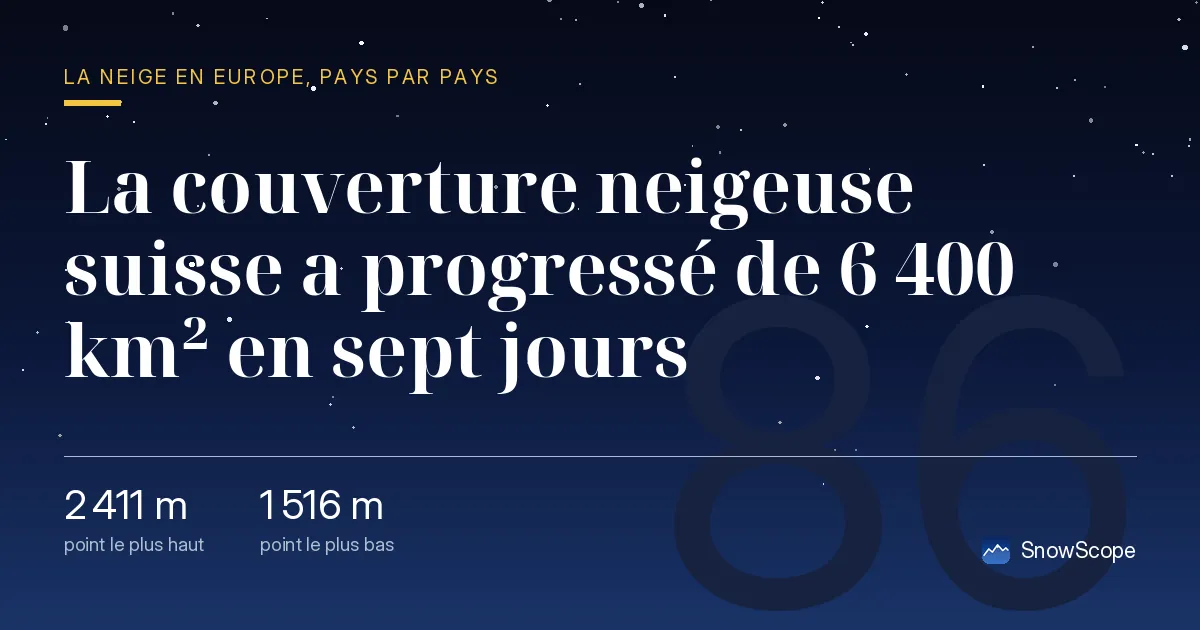 LA NEIGE EN EUROPE, PAYS PAR PAYS
La couverture neigeuse
suisse a progressé de 6 400
km² en sept jours
86
2 411 m
1 516 m
point le plus haut
point le plus bas
SnowScope